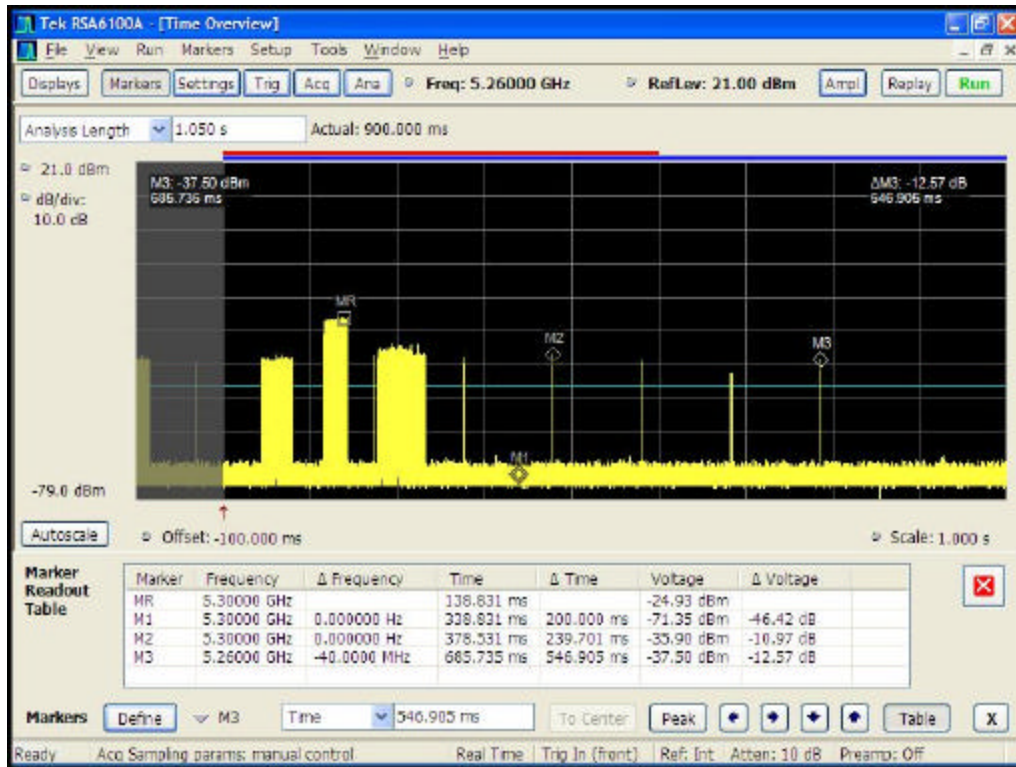 Tek RSA6100A - [Time Overview]
File View Run Markers Setup Tools Window Help
Displays Markers Settings Trig Acq Ana Freq: 5.26000 GHz RefLev: 21.00 dBm Ampl Replay Run
Analysis Length 1.050 s Actual: 900.000 ms
21.0 dBm
dB/div:
10.0 dB
M3: -37.50 dBm
685.736 ms
ΔM3: -12.57 dB
546.905 ms
MR
M2
M3
M1
-79.0 dBm
Autoscale Offset: -100.000 ms Scale: 1.000 s
Marker Readout Table
Marker Frequency Δ Frequency Time Δ Time Voltage Δ Voltage
MR 5.30000 GHz 138.831 ms -24.93 dBm
M1 5.30000 GHz 0.000000 Hz 338.831 ms 200.000 ms -71.35 dBm -46.42 dB
M2 5.30000 GHz 0.000000 Hz 378.531 ms 239.701 ms -35.90 dBm -10.97 dB
M3 5.26000 GHz -40.0000 MHz 685.735 ms 546.905 ms -37.50 dBm -12.57 dB
Markers Define M3 Time 546.905 ms To Center Peak Table X
Ready Acq Sampling params: manual control Real Time Trig In (front) Ref: Int Atten: 10 dB Preamp: Off